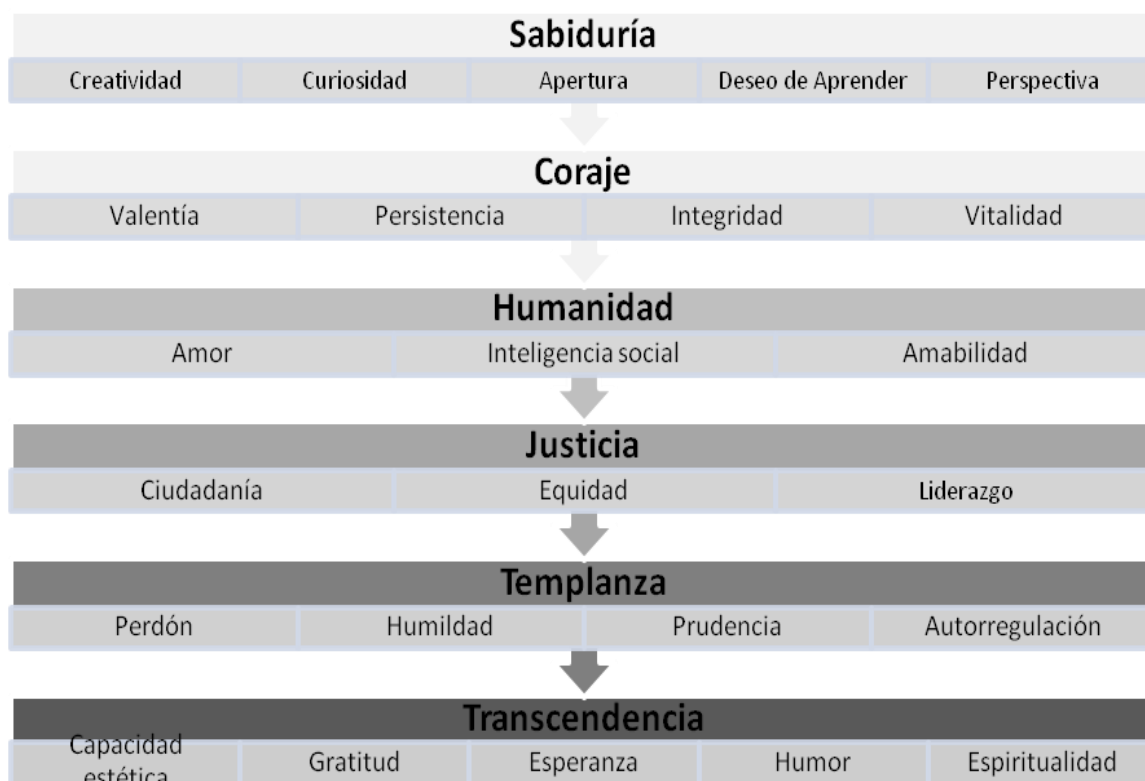 Sabiduría
Creatividad Curiosidad Apertura Deseo de Aprender Perspectiva
Coraje
Valentía Persistencia Integridad Vitalidad
Humanidad
Amor Inteligencia social Amabilidad
Justicia
Ciudadanía Equidad Liderazgo
Templanza
Perdón Humildad Prudencia Autorregulación
Transcendencia
Capacidad estética Gratitud Esperanza Humor Espiritualidad